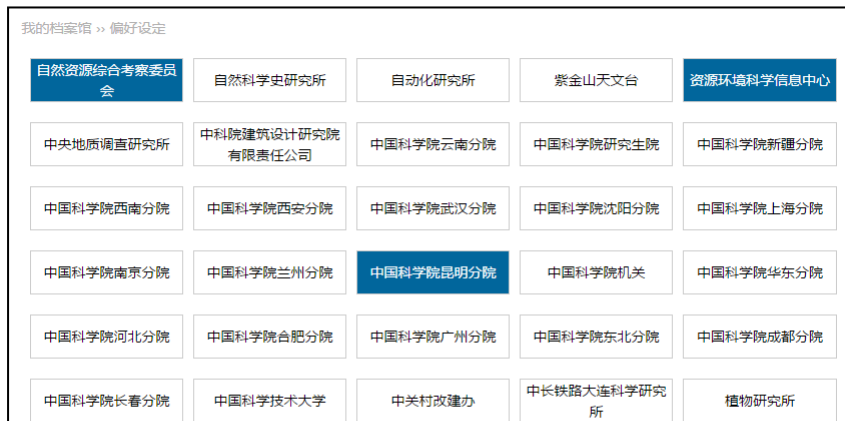 我的档案馆 ›› 偏好设定
自然资源综合考察委员
会
自然科学史研究所
自动化研究所
紫金山天文台
资源环境科学信息中心
中央地质调查研究所
中科院建筑设计研究院
有限责任公司
中国科学院云南分院
中国科学院研究生院
中国科学院新疆分院
中国科学院西南分院
中国科学院西安分院
中国科学院武汉分院
中国科学院沈阳分院
中国科学院上海分院
中国科学院南京分院
中国科学院兰州分院
中国科学院昆明分院
中国科学院机关
中国科学院华东分院
中国科学院河北分院
中国科学院合肥分院
中国科学院广州分院
中国科学院东北分院
中国科学院成都分院
中国科学院长春分院
中国科学技术大学
中关村改建办
中长铁路大连科学研究
所
植物研究所